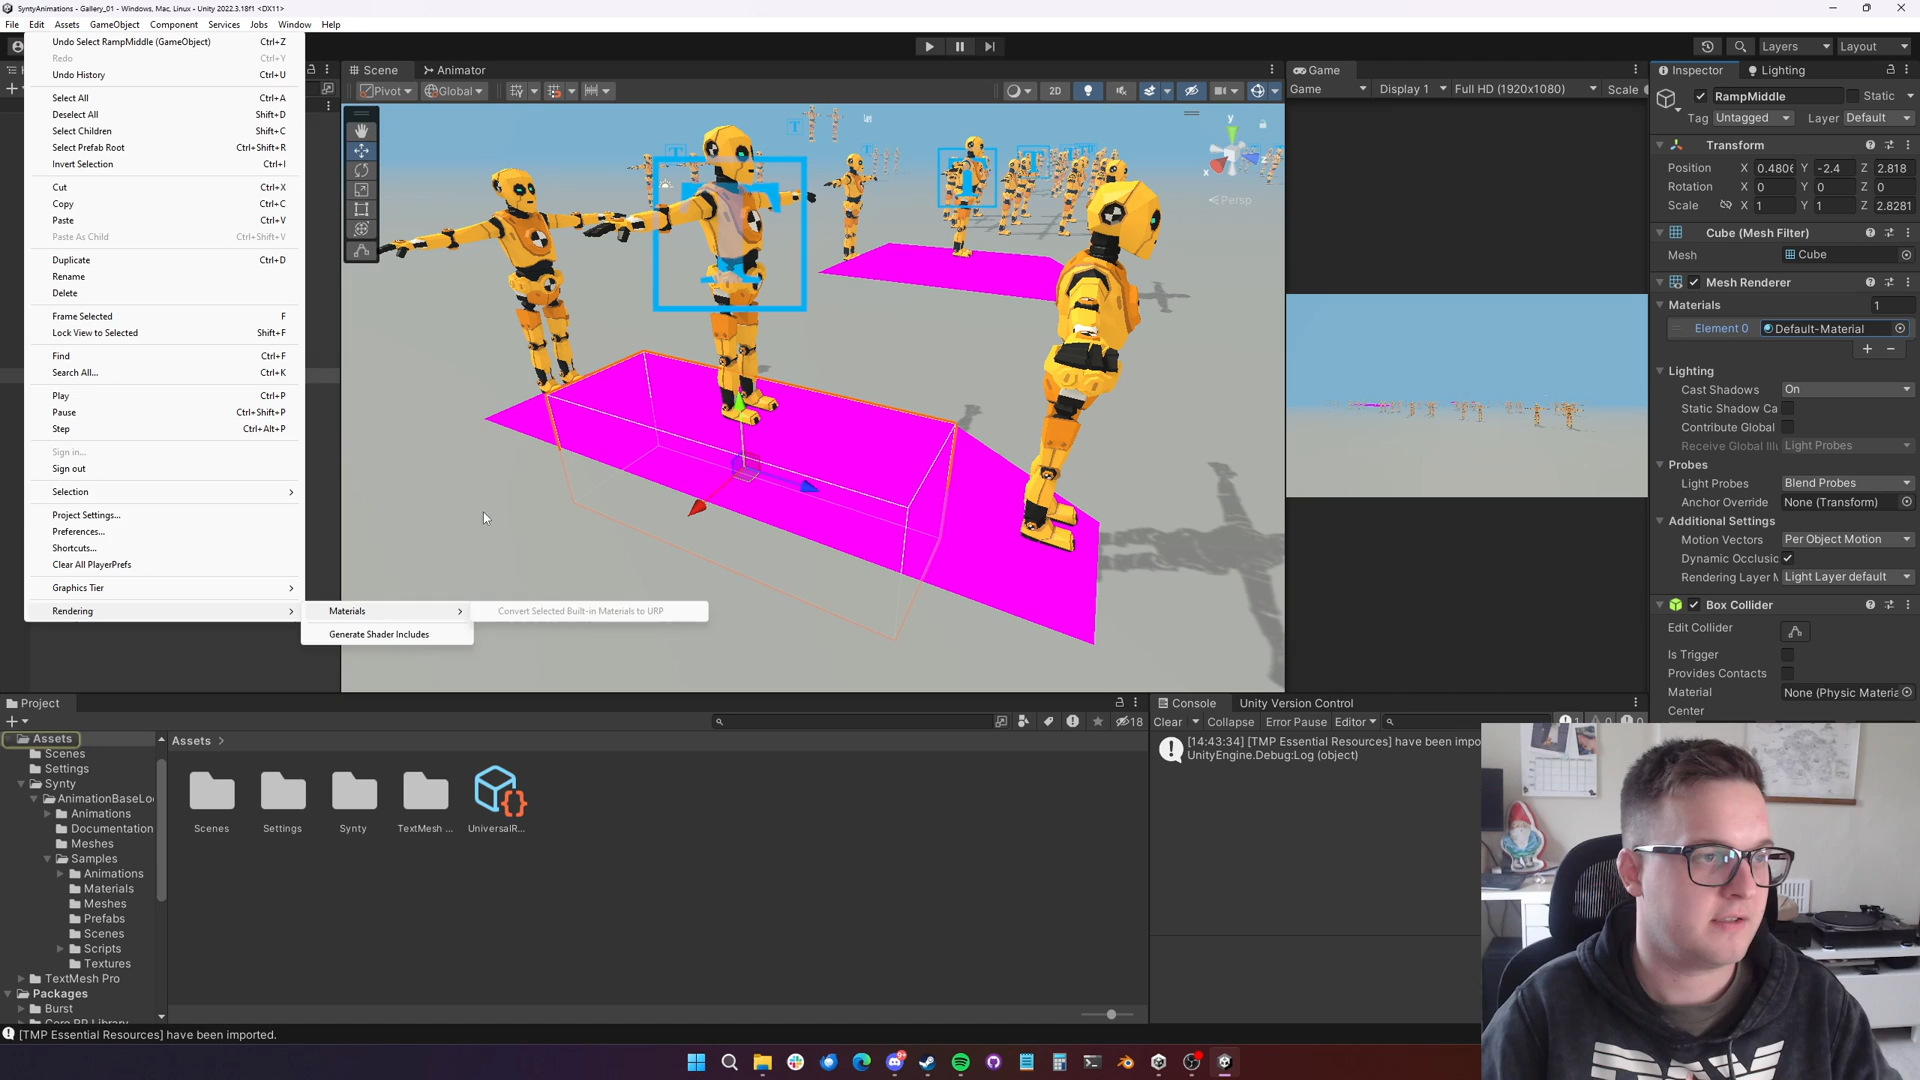 SyntyAnimations - Gallery_01 - Windows, Mac, Linux - Unity 2022.3.18f1 <DX11>
File Edit Assets GameObject Component Services Jobs Window Help
Layers Layout
Undo Select RampMiddle (GameObject) Ctrl+Z
Redo Ctrl+Y
Undo History Ctrl+U
Select All Ctrl+A
Deselect All Shift+D
Select Children Shift+C
Select Prefab Root Ctrl+Shift+R
Invert Selection Ctrl+I
Cut Ctrl+X
Copy Ctrl+C
Paste Ctrl+V
Paste As Child Ctrl+Shift+V
Duplicate Ctrl+D
Rename
Delete
Frame Selected F
Lock View to Selected Shift+F
Find Ctrl+F
Search All... Ctrl+K
Play Ctrl+P
Pause Ctrl+Shift+P
Step Ctrl+Alt+P
Sign in...
Sign out
Selection
Project Settings...
Preferences...
Shortcuts...
Clear All PlayerPrefs
Graphics Tier
Rendering
Materials
Generate Shader Includes
Convert Selected Built-in Materials to URP
Scene Animator
Pivot Global 2D
y
x
z
Persp
Game
Game Display 1 Full HD (1920x1080) Scale
Inspector Lighting
RampMiddle Static
Tag Untagged Layer Default
Transform
Position X 0.4806 Y -2.4 Z 2.818
Rotation X 0 Y 0 Z 0
Scale X 1 Y 1 Z 2.8281
Cube (Mesh Filter)
Mesh Cube
Mesh Renderer
Materials 1
Element 0 Default-Material
Lighting
Cast Shadows On
Static Shadow Ca
Contribute Global
Receive Global Illu Light Probes
Probes
Light Probes Blend Probes
Anchor Override None (Transform)
Additional Settings
Motion Vectors Per Object Motion
Dynamic Occlusic
Rendering Layer M Light Layer default
Box Collider
Edit Collider
Is Trigger
Provides Contacts
Material None (Physic Materia
Center
Project
18
Assets
Scenes
Settings
Synty
AnimationBaseLo
Animations
Documentation
Meshes
Samples
Animations
Materials
Meshes
Prefabs
Scenes
Scripts
Textures
TextMesh Pro
Packages
Burst
Core RP Library
Assets >
Scenes Settings Synty TextMesh ... UniversalR...
Console Unity Version Control
Clear Collapse Error Pause Editor 1 0 0
[14:43:34] [TMP Essential Resources] have been impo
UnityEngine.Debug:Log (object)
[TMP Essential Resources] have been imported.